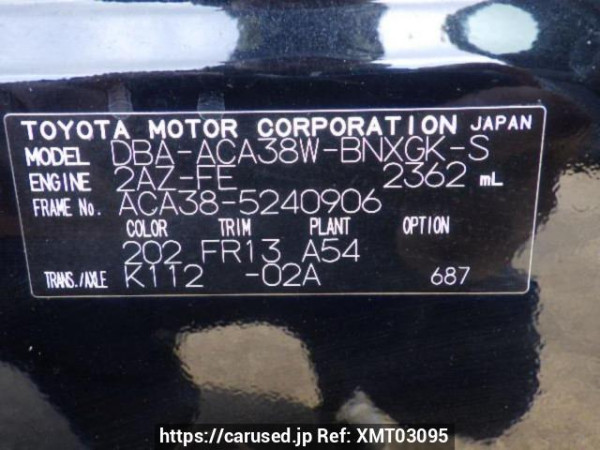 TOYOTA MOTOR CORPORATION JAPAN
MODEL DBA-ACA38W-BNXGK-S
ENGINE 2AZ-FE 2362 mL
FRAME No. ACA38-5240906
COLOR TRIM PLANT OPTION
202 FR13 A54
TRANS./AXLE K112 -02A 687
https://carused.jp Ref: XMT03095